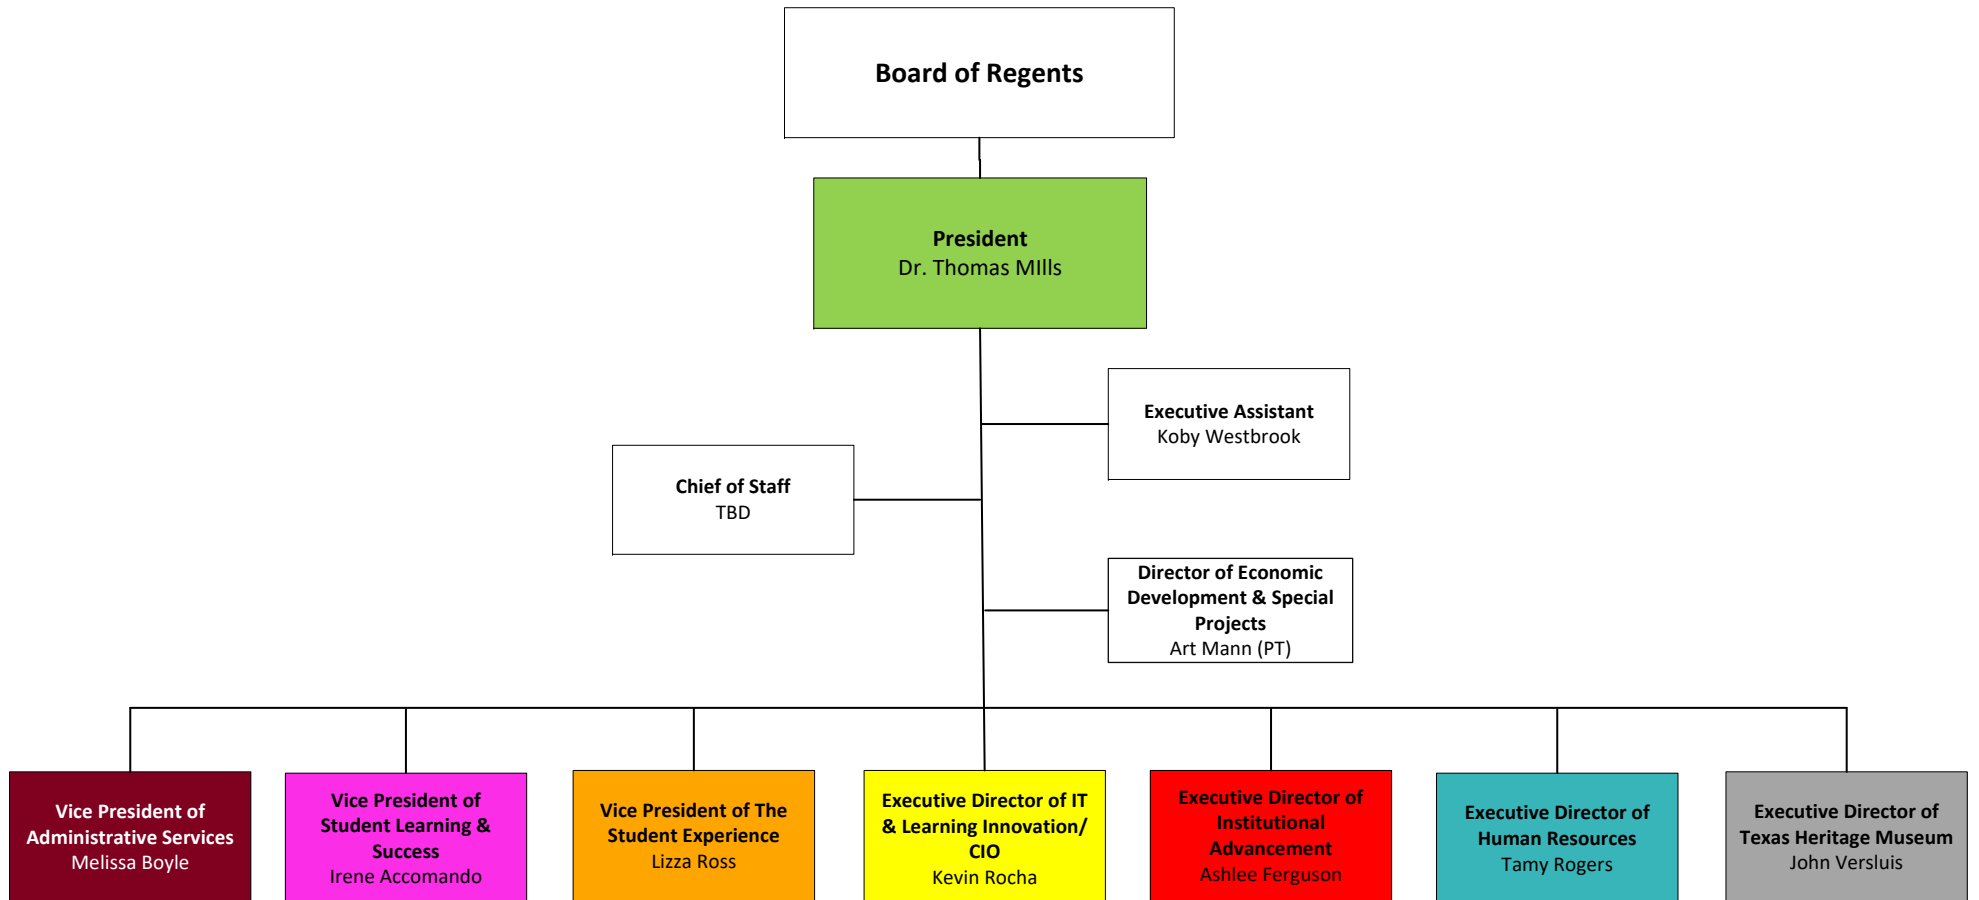 Board of Regents
President
Dr. Thomas MIlls
Executive Assistant
Koby Westbrook
Chief of Staff
TBD
Director of Economic
Development & Special
Projects
Art Mann (PT)
Vice President of
Administrative Services
Melissa Boyle
Vice President of
Student Learning &
Success
Irene Accomando
Vice President of The
Student Experience
Lizza Ross
Executive Director of IT
& Learning Innovation/
CIO
Kevin Rocha
Executive Director of
Institutional
Advancement
Ashlee Ferguson
Executive Director of
Human Resources
Tamy Rogers
Executive Director of
Texas Heritage Museum
John Versluis